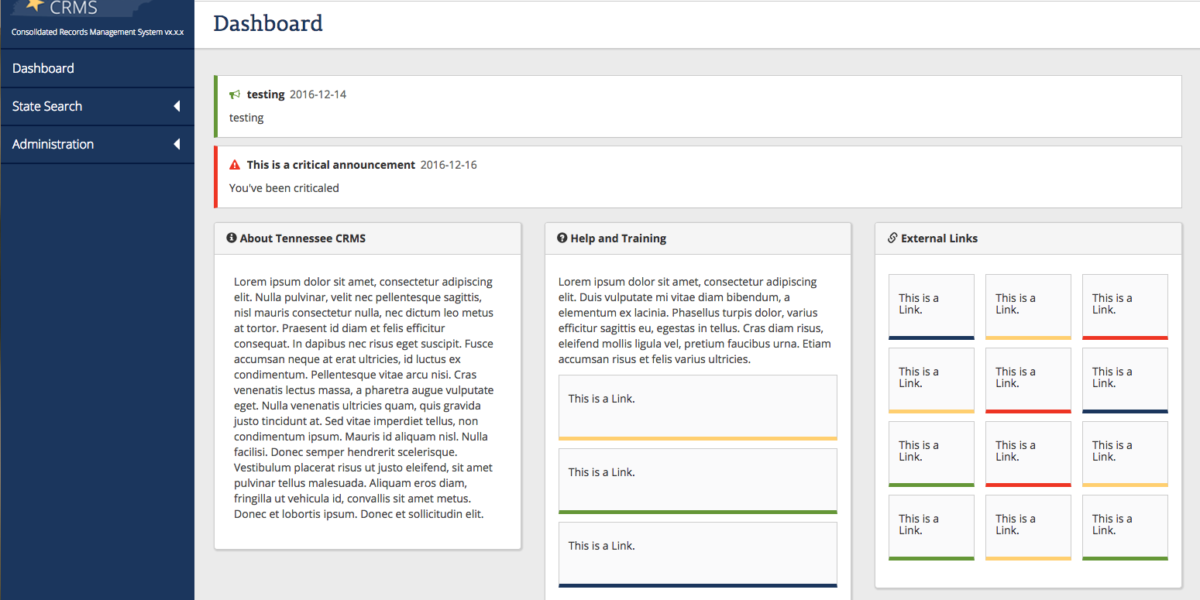 CRMS
Consolidated Records Management System vx.x.x
Dashboard
State Search
Administration
Dashboard
testing 2016-12-14
testing
This is a critical announcement 2016-12-16
You've been criticaled
About Tennessee CRMS
Lorem ipsum dolor sit amet, consectetur adipiscing
elit. Nulla pulvinar, velit nec pellentesque sagittis,
nisl mauris consectetur nulla, nec dictum leo metus
at tortor. Praesent id diam et felis efficitur
consequat. In dapibus nec risus eget suscipit. Fusce
accumsan neque at erat ultricies, id luctus ex
condimentum. Pellentesque vitae arcu nisi. Cras
venenatis lectus massa, a pharetra augue vulputate
eget. Nulla venenatis ultricies quam, quis gravida
justo tincidunt at. Sed vitae imperdiet tellus, non
condimentum ipsum. Mauris id aliquam nisl. Nulla
facilisi. Donec semper hendrerit scelerisque.
Vestibulum placerat risus ut justo eleifend, sit amet
pulvinar tellus malesuada. Aliquam eros diam,
fringilla ut vehicula id, convallis sit amet metus.
Donec et lobortis ipsum. Donec et sollicitudin elit.
Help and Training
Lorem ipsum dolor sit amet, consectetur adipiscing
elit. Duis vulputate mi vitae diam bibendum, a
elementum ex lacinia. Phasellus turpis dolor, varius
efficitur sagittis eu, egestas in tellus. Cras diam risus,
eleifend mollis ligula vel, pretium faucibus urna. Etiam
accumsan risus et felis varius ultricies.
This is a Link.
This is a Link.
This is a Link.
External Links
This is a
Link.
This is a
Link.
This is a
Link.
This is a
Link.
This is a
Link.
This is a
Link.
This is a
Link.
This is a
Link.
This is a
Link.
This is a
Link.
This is a
Link.
This is a
Link.